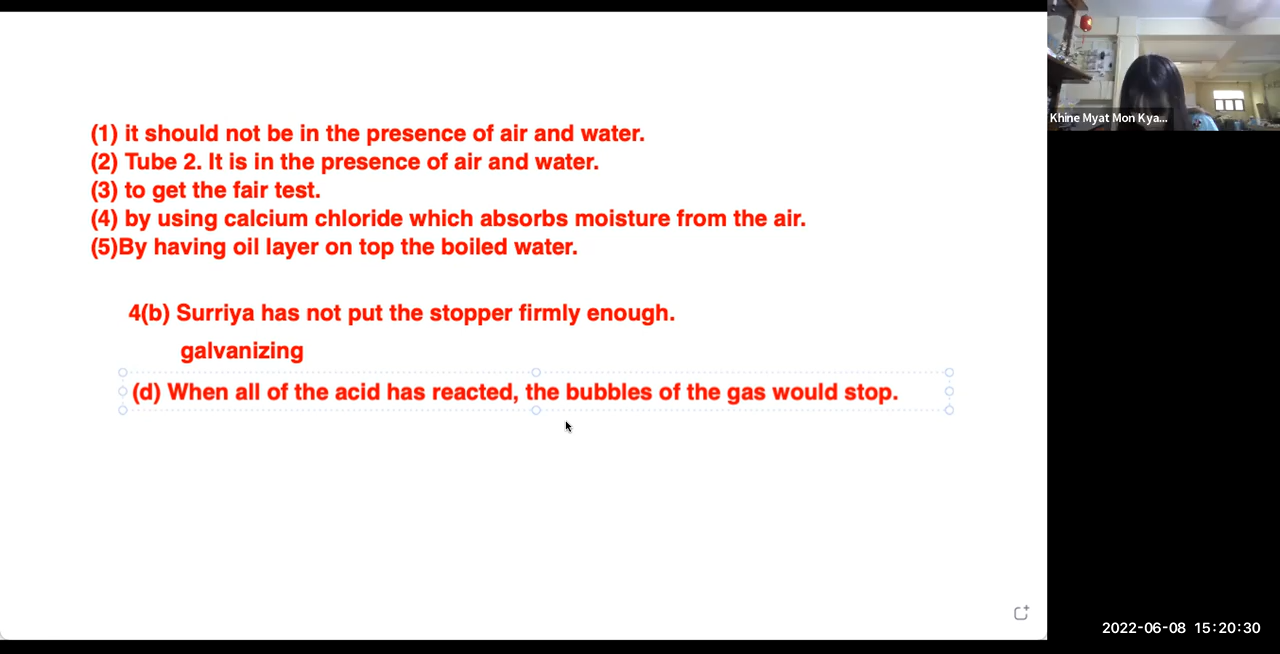 (1) it should not be in the presence of air and water.
(2) Tube 2. It is in the presence of air and water.
(3) to get the fair test.
(4) by using calcium chloride which absorbs moisture from the air.
(5)By having oil layer on top the boiled water.
4(b) Surriya has not put the stopper firmly enough.
galvanizing
(d) When all of the acid has reacted, the bubbles of the gas would stop.
Khine Myat Mon Kya...
2022-06-08 15:20:30